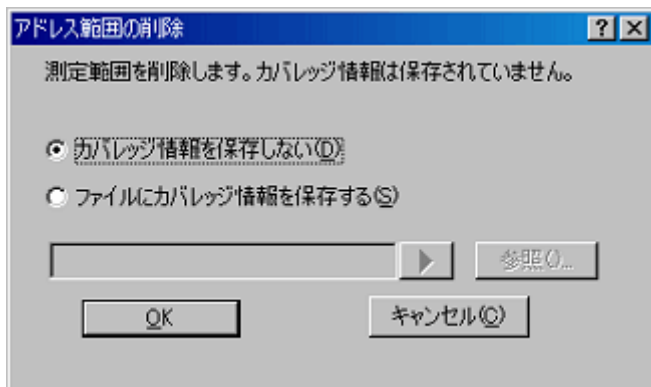 アドレス範囲の削除
測定範囲を削除します。カバレッジ情報は保存されていません。
カバレッジ情報を保存しない(D)
ファイルにカバレッジ情報を保存する(S)
参照()...
OK
キャンセル(C)